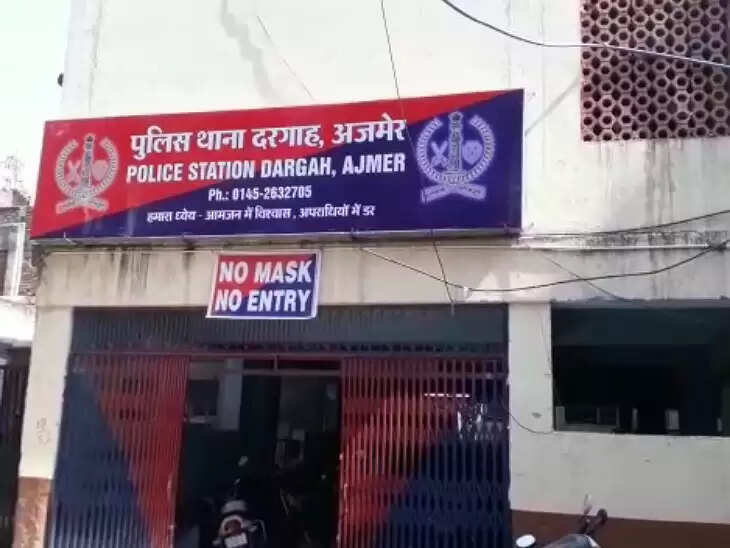 पुलिस थाना दरगाह, अजमेर
POLICE STATION DARGAH, AJMER
Ph.: 0145-2632705
हमारा ध्येय - आमजन में विश्वास, अपराधियों में डर
NO MASK
NO ENTRY